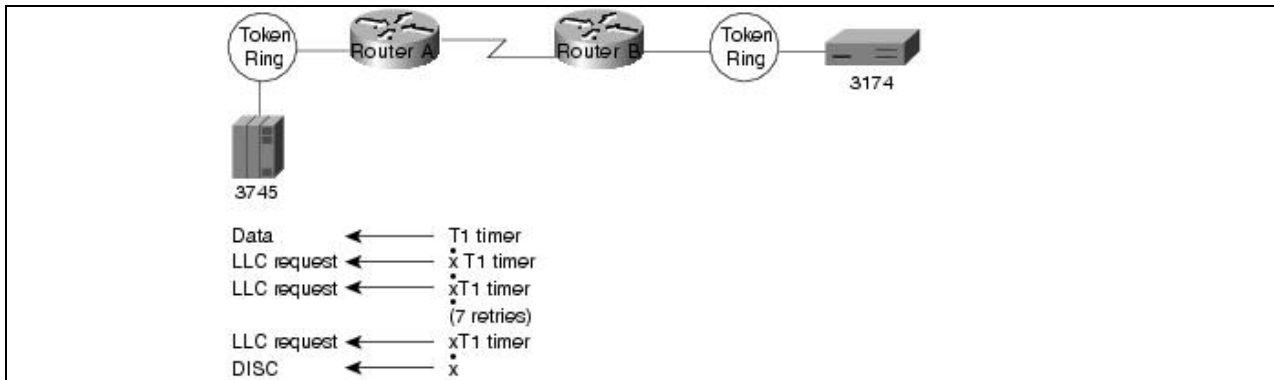 Token
Ring
Router A
Router B
Token
Ring
3174
3745
Data T1 timer
LLC request x T1 timer
LLC request xT1 timer
(7 retries)
LLC request xT1 timer
DISC x